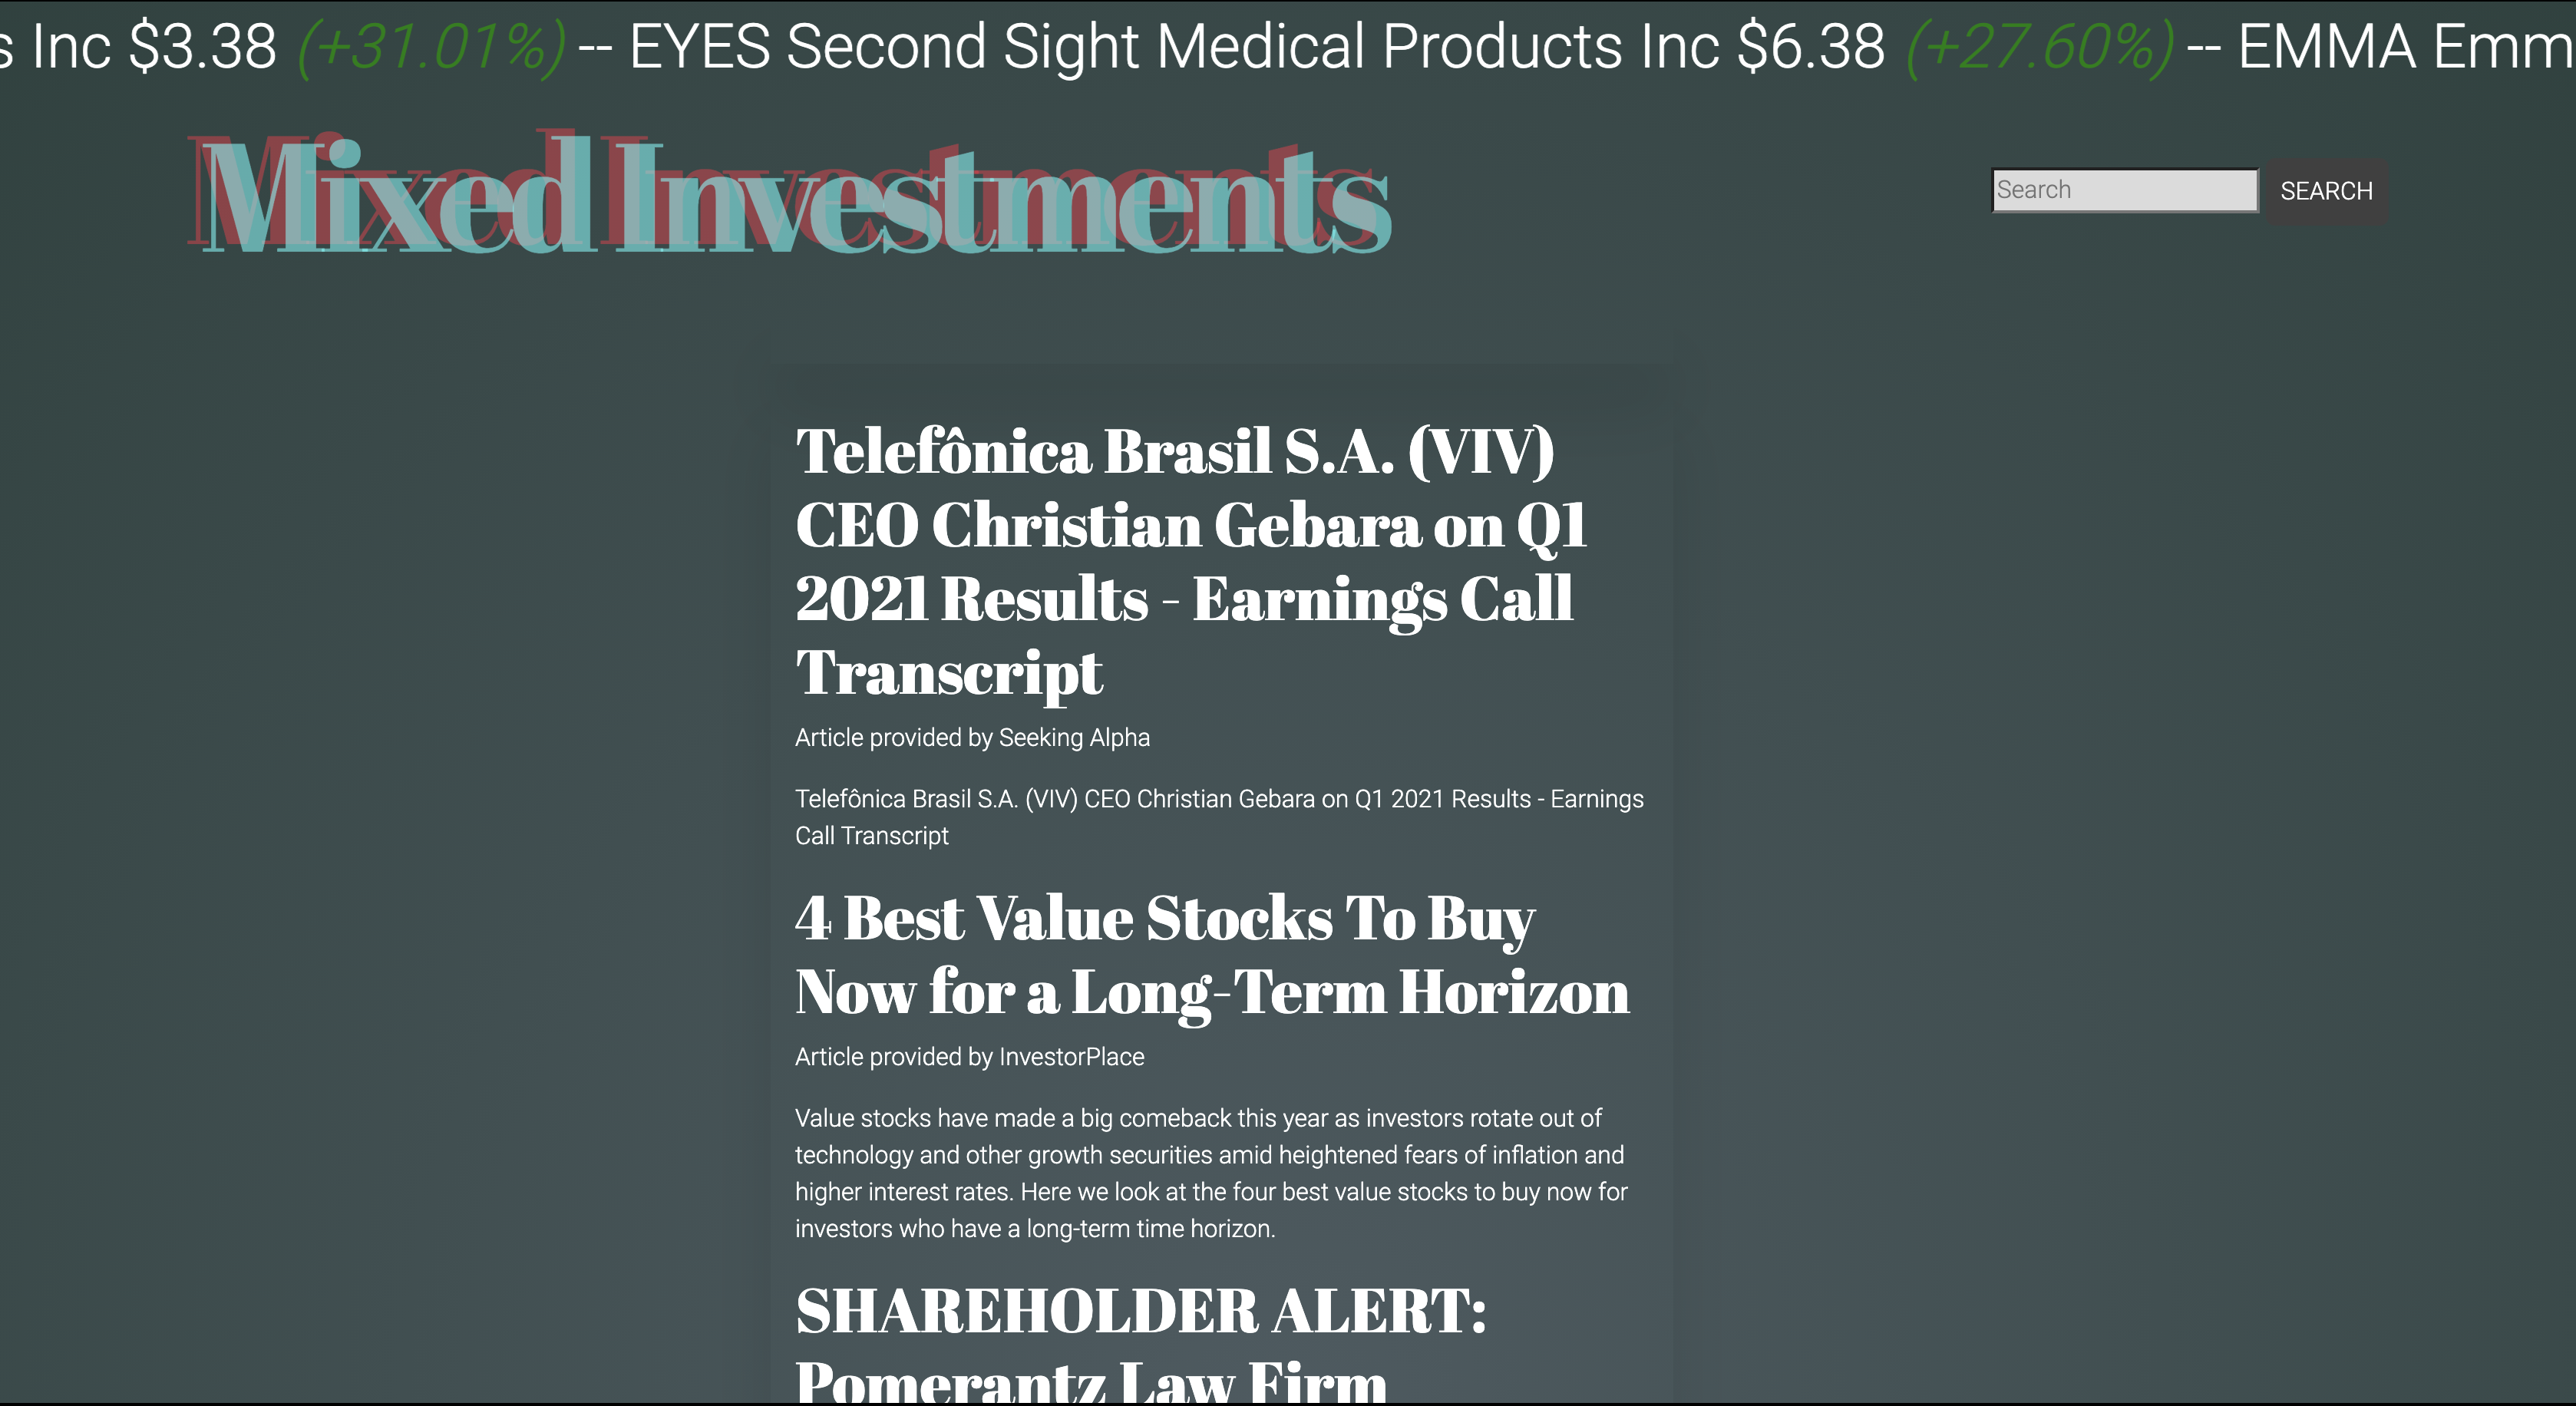 s Inc $3.38 (+31.01%) -- EYES Second Sight Medical Products Inc $6.38 (+27.60%) -- EMMA Emm
Mixed Investments
Search
SEARCH
Telefônica Brasil S.A. (VIV)
CEO Christian Gebara on Q1
2021 Results - Earnings Call
Transcript
Article provided by Seeking Alpha
Telefônica Brasil S.A. (VIV) CEO Christian Gebara on Q1 2021 Results - Earnings
Call Transcript
4 Best Value Stocks To Buy
Now for a Long-Term Horizon
Article provided by InvestorPlace
Value stocks have made a big comeback this year as investors rotate out of
technology and other growth securities amid heightened fears of inflation and
higher interest rates. Here we look at the four best value stocks to buy now for
investors who have a long-term time horizon.
SHAREHOLDER ALERT:
Pomerantz Law Firm